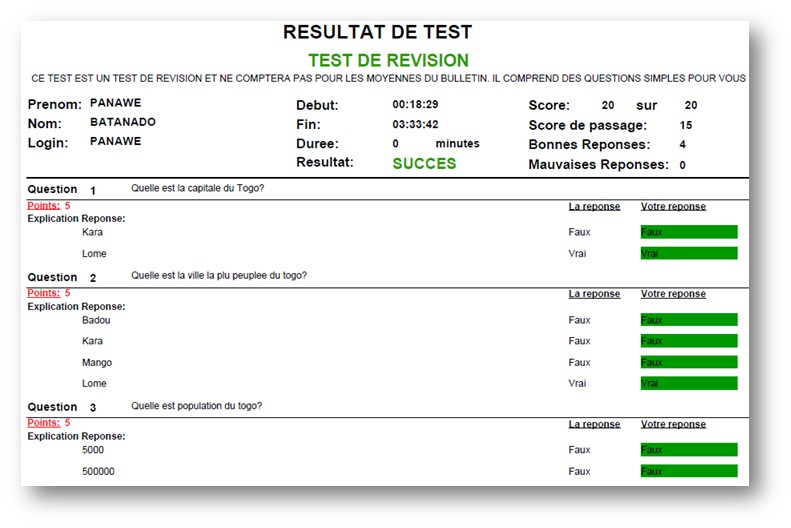 RESULTAT DE TEST
TEST DE REVISION
CE TEST EST UN TEST DE REVISION ET NE COMPTERA PAS POUR LES MOYENNES DU BULLETIN. IL COMPREND DES QUESTIONS SIMPLES POUR VOUS
Prenom: PANAWE Debut: 00:18:29 Score: 20 sur 20
Nom: BATANADO Fin: 03:33:42 Score de passage: 15
Login: PANAWE Duree: 0 minutes Bonnes Reponses: 4
Resultat: SUCCES Mauvaises Reponses: 0
Question 1 Quelle est la capitale du Togo?
Points: 5 La reponse Votre reponse
Explication Reponse:
Kara Faux Faux
Lome Vrai Vrai
Question 2 Quelle est la ville la plu peuplee du togo?
Points: 5 La reponse Votre reponse
Explication Reponse:
Badou Faux Faux
Kara Faux Faux
Mango Faux Faux
Lome Vrai Vrai
Question 3 Quelle est population du togo?
Points: 5 La reponse Votre reponse
Explication Reponse:
5000 Faux Faux
500000 Faux Faux